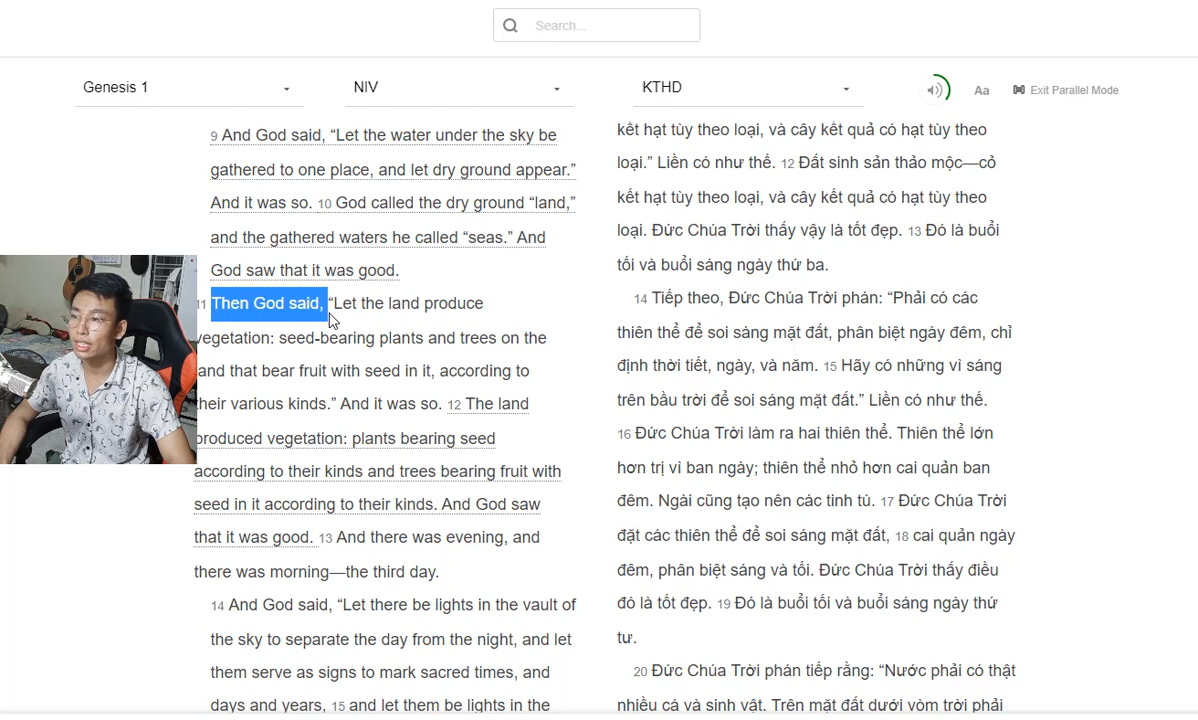 Search...
Genesis 1
NIV
KTHD
Aa
Exit Parallel Mode
9 And God said, “Let the water under the sky be
gathered to one place, and let dry ground appear.”
And it was so. 10 God called the dry ground “land,”
and the gathered waters he called “seas.” And
God saw that it was good.
11 Then God said, “Let the land produce
vegetation: seed-bearing plants and trees on the
land that bear fruit with seed in it, according to
their various kinds.” And it was so. 12 The land
produced vegetation: plants bearing seed
according to their kinds and trees bearing fruit with
seed in it according to their kinds. And God saw
that it was good. 13 And there was evening, and
there was morning—the third day.
14 And God said, “Let there be lights in the vault of
the sky to separate the day from the night, and let
them serve as signs to mark sacred times, and
days and years, 15 and let them be lights in the
kết hạt tùy theo loại, và cây kết quả có hạt tùy theo
loại.” Liền có như thế. 12 Đất sinh sản thảo mộc—cỏ
kết hạt tùy theo loại, và cây kết quả có hạt tùy theo
loại. Đức Chúa Trời thấy vậy là tốt đẹp. 13 Đó là buổi
tối và buổi sáng ngày thứ ba.
14 Tiếp theo, Đức Chúa Trời phán: “Phải có các
thiên thể để soi sáng mặt đất, phân biệt ngày đêm, chỉ
định thời tiết, ngày, và năm. 15 Hãy có những vì sáng
trên bầu trời để soi sáng mặt đất.” Liền có như thế.
16 Đức Chúa Trời làm ra hai thiên thể. Thiên thể lớn
hơn trị vì ban ngày; thiên thể nhỏ hơn cai quản ban
đêm. Ngài cũng tạo nên các tinh tú. 17 Đức Chúa Trời
đặt các thiên thể để soi sáng mặt đất, 18 cai quản ngày
đêm, phân biệt sáng và tối. Đức Chúa Trời thấy điều
đó là tốt đẹp. 19 Đó là buổi tối và buổi sáng ngày thứ
tư.
20 Đức Chúa Trời phán tiếp rằng: “Nước phải có thật
nhiều cá và sinh vật. Trên mặt đất dưới vòm trời phải